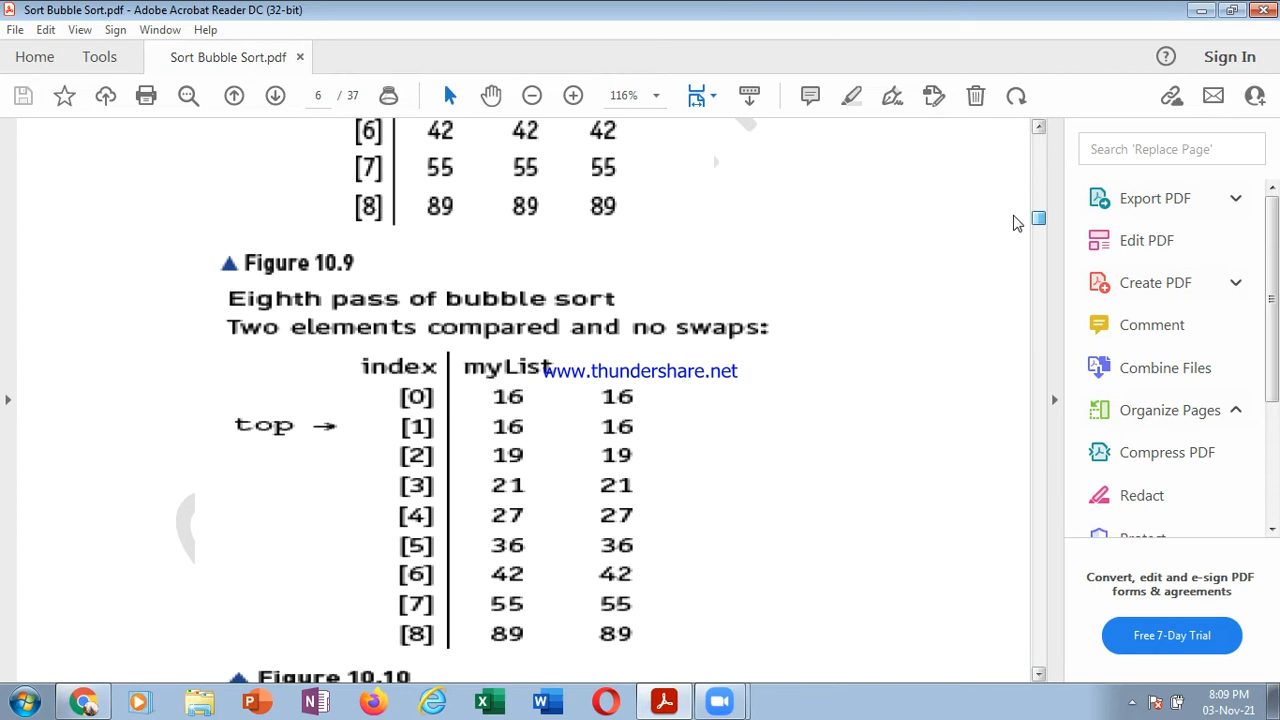 Sort Bubble Sort.pdf - Adobe Acrobat Reader DC (32-bit)
File Edit View Sign Window Help
Home Tools Sort Bubble Sort.pdf × Sign In
6 / 37 116%
[6] 42 42 42
[7] 55 55 55
[8] 89 89 89
▲ Figure 10.9
Eighth pass of bubble sort
Two elements compared and no swaps:
index myList
www.thundershare.net
[0] 16 16
top → [1] 16 16
[2] 19 19
[3] 21 21
[4] 27 27
[5] 36 36
[6] 42 42
[7] 55 55
[8] 89 89
▲ Figure 10.10
Search 'Replace Page'
Export PDF
Edit PDF
Create PDF
Comment
Combine Files
Organize Pages
Compress PDF
Redact
Protect
Convert, edit and e-sign PDF
forms & agreements
Free 7-Day Trial
8:09 PM
03-Nov-21